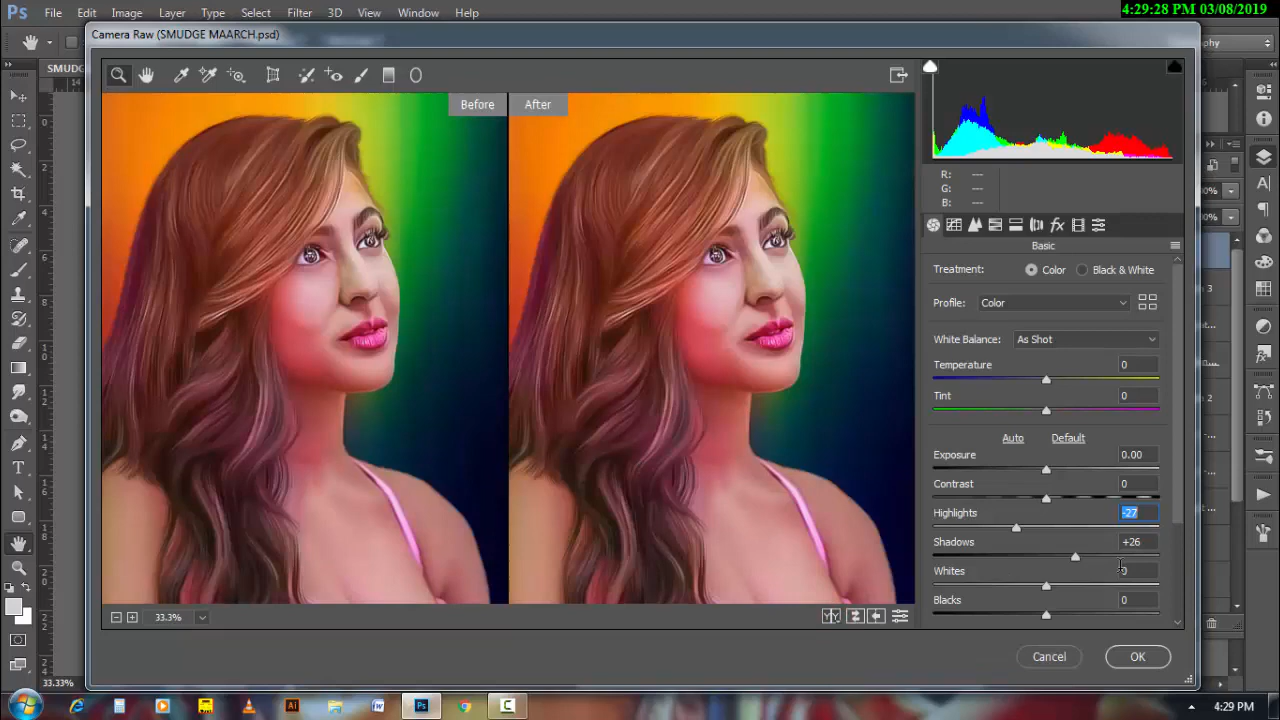 4:29:28 PM 03/08/2019
Ps File Edit Image Layer Type Select Filter 3D View Window Help
Camera Raw (SMUDGE MAARCH.psd)
Before After
R: ---
G: ---
B: ---
Basic
Treatment: Color Black & White
Profile: Color
White Balance: As Shot
Temperature 0
Tint 0
Auto Default
Exposure 0.00
Contrast 0
Highlights -27
Shadows +26
Whites 0
Blacks 0
33.3%
Cancel OK
33.33%
4:29 PM